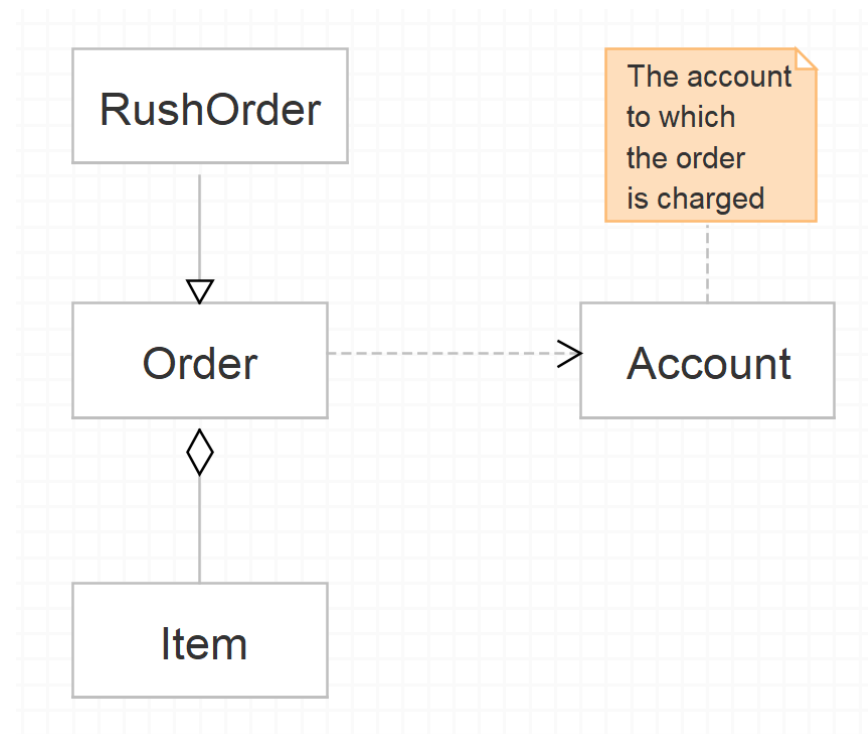 RushOrder
The account
to which
the order
is charged
Order
Account
Item